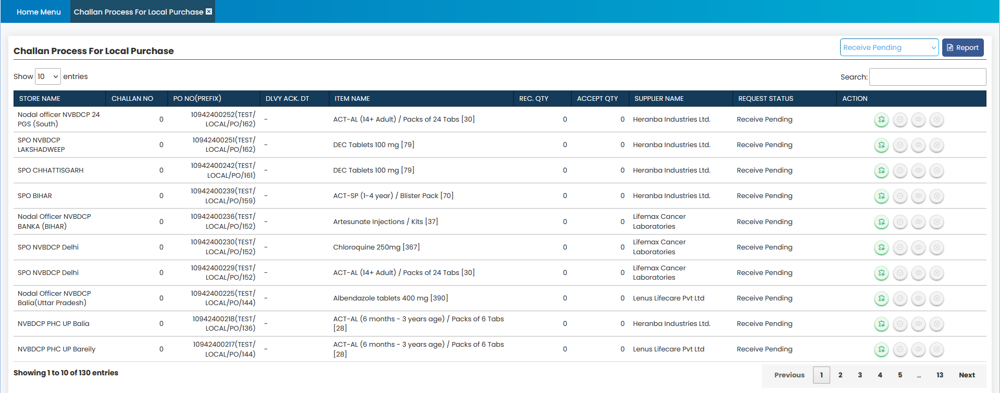 Home Menu Challan Process For Local Purchase
Challan Process For Local Purchase Receive Pending Report
Show 10 entries Search:
STORE NAME CHALLAN NO PO NO(PREFIX) DLVY ACK. DT ITEM NAME REC. QTY ACCEPT QTY SUPPLIER NAME REQUEST STATUS ACTION
Nodal officer NVBDCP 24 10942400252(TEST/
PGS (South) 0 LOCAL/PO/162) - ACT-AL (14+ Adult) / Packs of 24 Tabs [30] 0 0 Heranba Industries Ltd. Receive Pending
SPO NVBDCP 10942400251(TEST/
LAKSHADWEEP 0 LOCAL/PO/162) - DEC Tablets 100 mg [79] 0 0 Heranba Industries Ltd. Receive Pending
10942400242(TEST/
SPO CHHATTISGARH 0 LOCAL/PO/161) - DEC Tablets 100 mg [79] 0 0 Heranba Industries Ltd. Receive Pending
10942400239(TEST/
SPO BIHAR 0 LOCAL/PO/159) - ACT-SP (1-4 year) / Blister Pack [70] 0 0 Heranba Industries Ltd. Receive Pending
Nodal Officer NVBDCP 10942400236(TEST/ Lifemax Cancer
BANKA (BIHAR) 0 LOCAL/PO/152) - Artesunate Injections / Kits [37] 0 0 Laboratories Receive Pending
10942400230(TEST/ Lifemax Cancer
SPO NVBDCP Delhi 0 LOCAL/PO/152) - Chloroquine 250mg [367] 0 0 Laboratories Receive Pending
10942400229(TEST/ Lifemax Cancer
SPO NVBDCP Delhi 0 LOCAL/PO/152) - ACT-AL (14+ Adult) / Packs of 24 Tabs [30] 0 0 Laboratories Receive Pending
Nodal Officer NVBDCP 10942400225(TEST/
Balia(Uttar Pradesh) 0 LOCAL/PO/144) - Albendazole tablets 400 mg [390] 0 0 Lenus Lifecare Pvt Ltd Receive Pending
10942400218(TEST/ ACT-AL (6 months - 3 years age) / Packs of 6 Tabs
NVBDCP PHC UP Balia 0 LOCAL/PO/136) - [28] 0 0 Heranba Industries Ltd. Receive Pending
10942400217(TEST/ ACT-AL (6 months - 3 years age) / Packs of 6 Tabs
NVBDCP PHC UP Bareily 0 LOCAL/PO/144) - [28] 0 0 Lenus Lifecare Pvt Ltd Receive Pending
Showing 1 to 10 of 130 entries Previous 1 2 3 4 5 … 13 Next